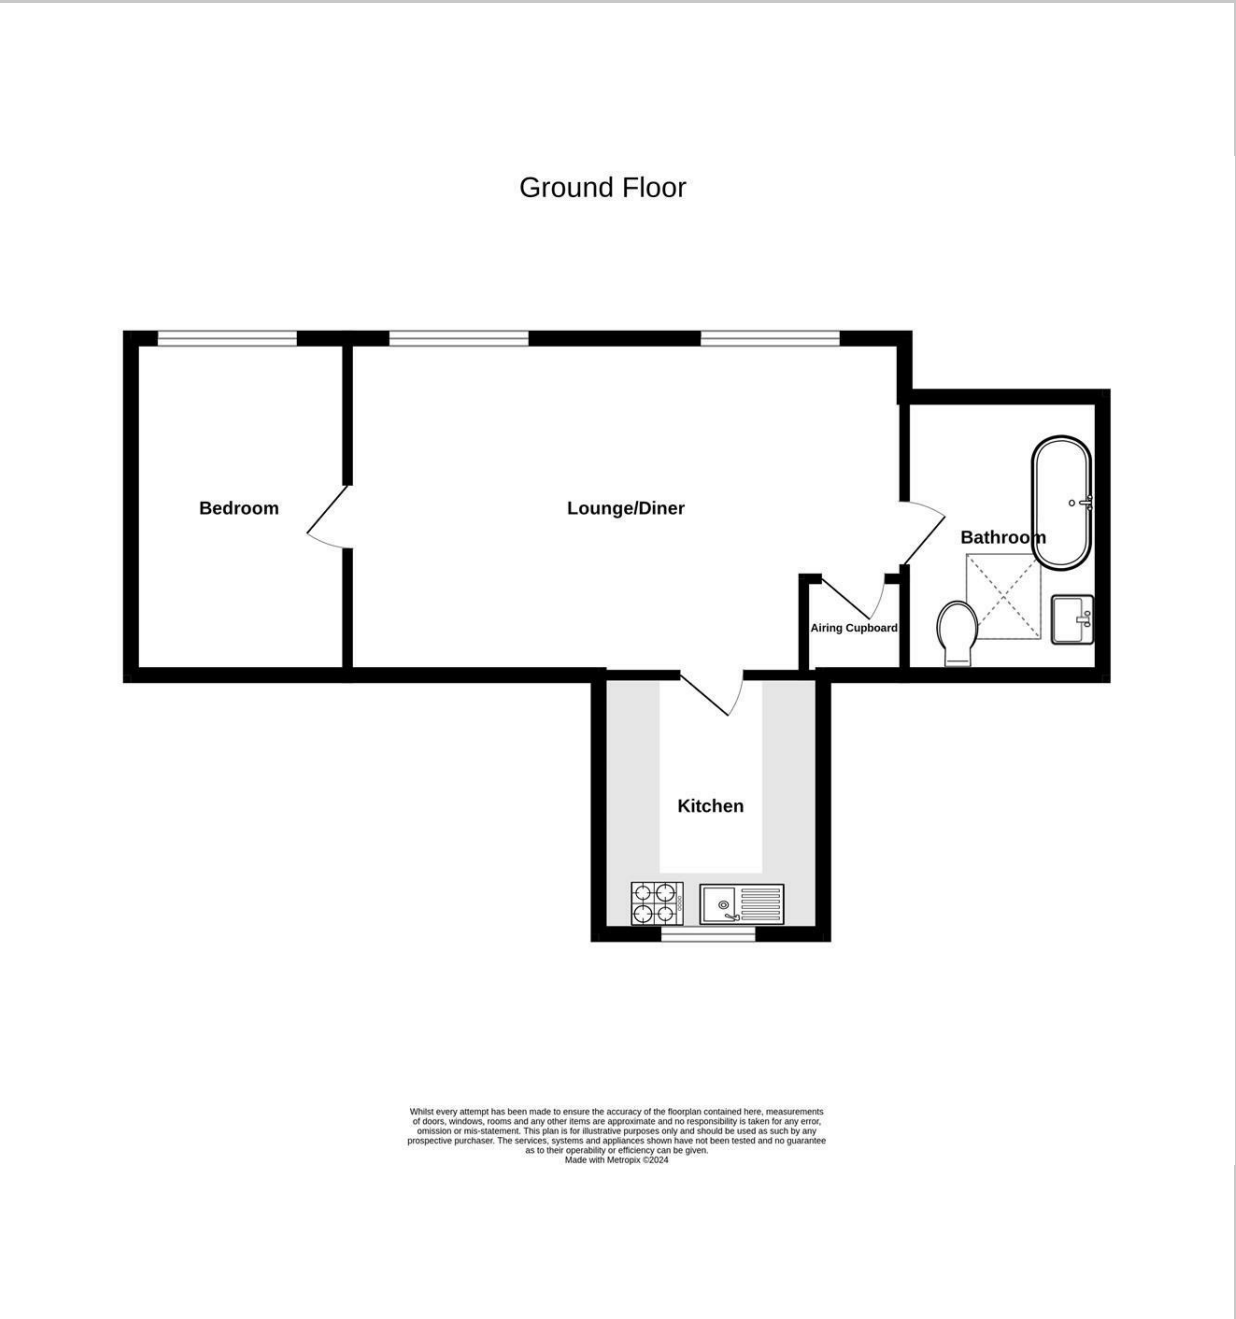 Ground Floor
Bedroom
Lounge/Diner
Bathroom
Airing Cupboard
Kitchen
Whilst every attempt has been made to ensure the accuracy of the floorplan contained here, measurements
of doors, windows, rooms and any other items are approximate and no responsibility is taken for any error,
omission or mis-statement. This plan is for illustrative purposes only and should be used as such by any
prospective purchaser. The services, systems and appliances shown have not been tested and no guarantee
as to their operability or efficiency can be given.
Made with Metropix ©2024